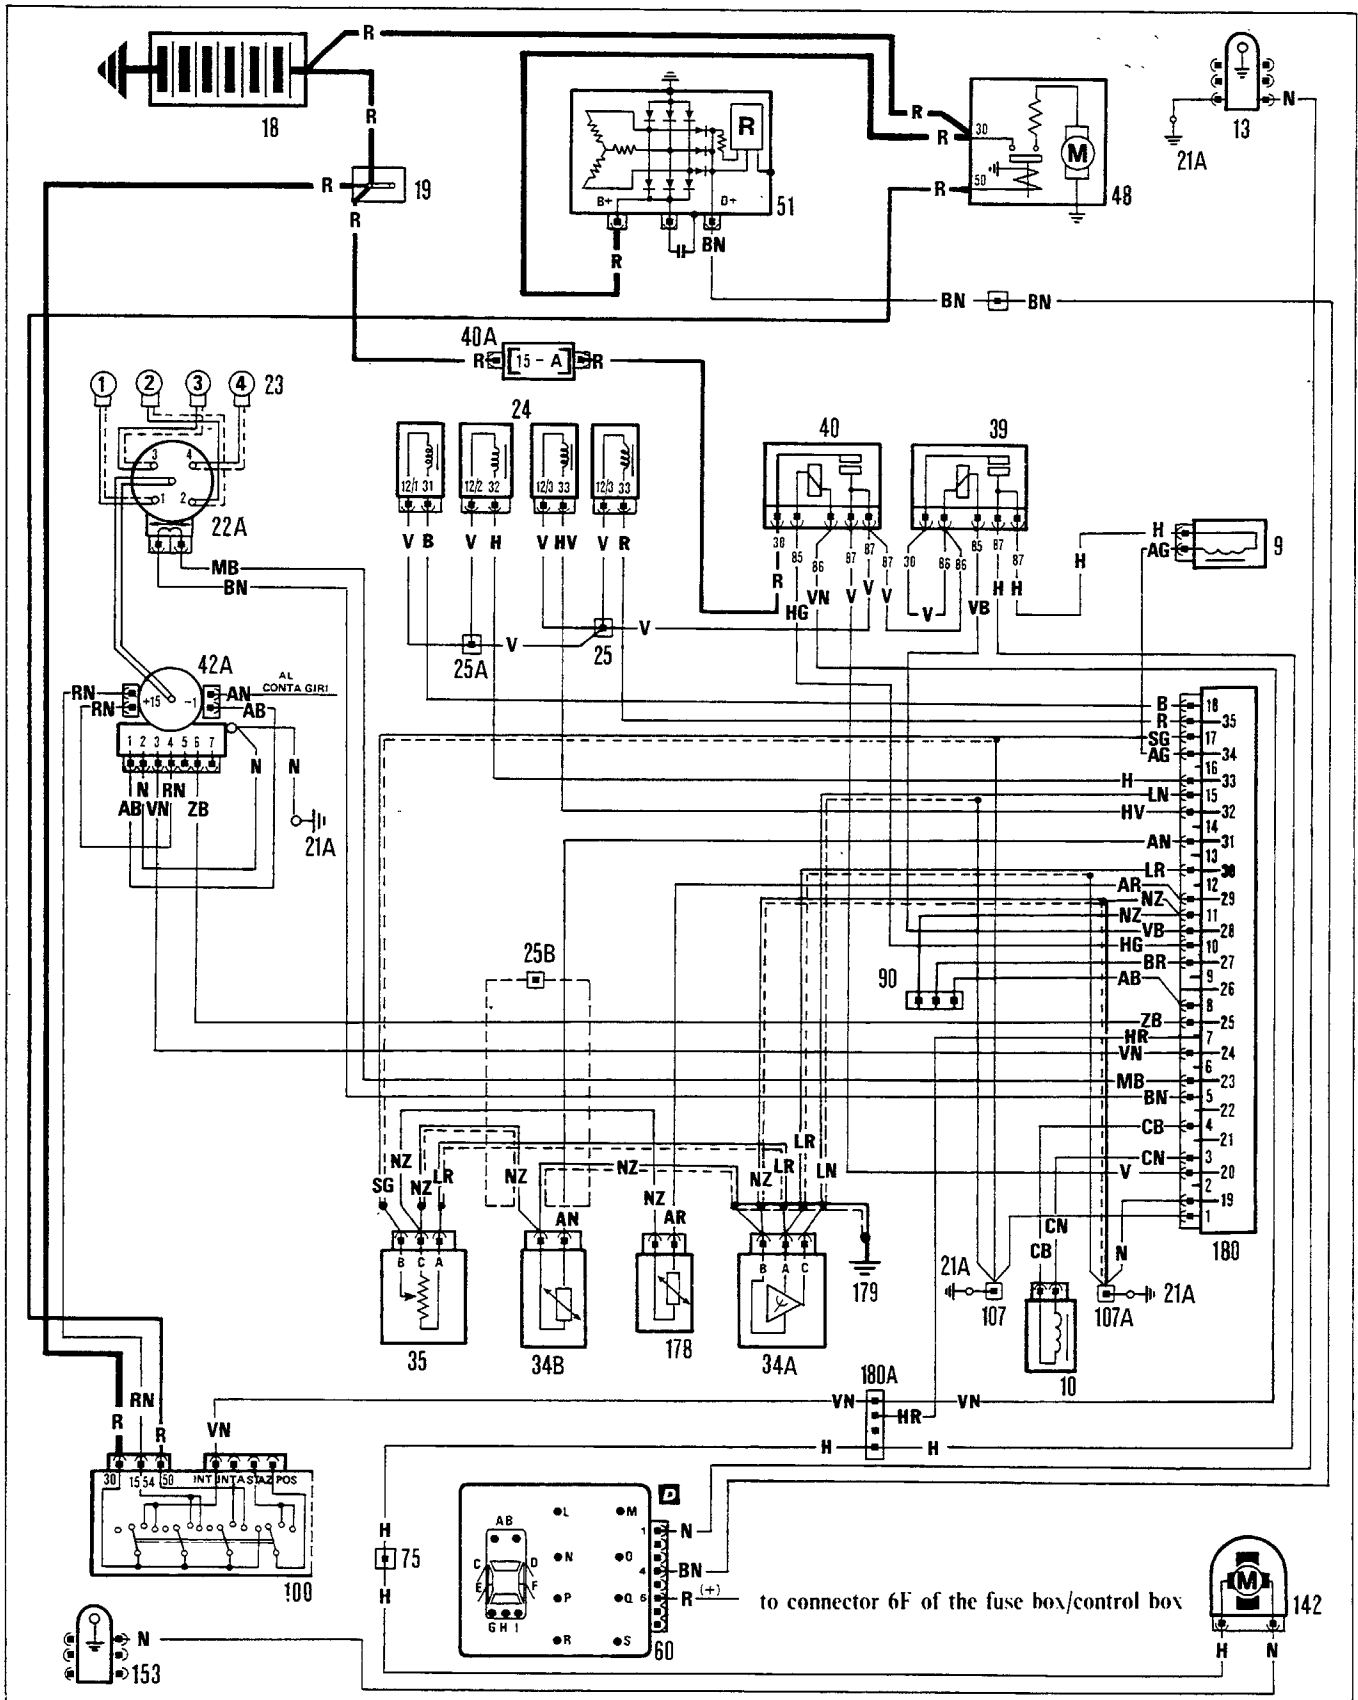 R
18
R
R 19
R
R
B+ D+
51
R
BN
R
R
30
M
50
R
48
N
13
21A
BN BN
40A
R 15 - A R
1 2 3 4 23
3 4
1 2
22A
MB
BN
24
12/1 31 12/2 32 12/3 33 12/3 33
V B V H V HV V R
25A V 25 V
40 39
30 85 86 87 87 87 30 86 86 85 87 87
R HG VN V V V V VB H H
H
H
AG
9
42A
RN
RN
+15 -1
AN
AB
AL
CONTA GIRI
1 2 3 4 5 6 7
N RN
AB VN ZB
N N
21A
B 18
R 35
SG 17
AG 34
16
H 33
LN 15
HV 32
14
AN 31
13
LR 30
12
AR 29
NZ
NZ 11
VB 28
HG 10
BR 27
9
AB
26
8
ZB 25
HR 7
VN 24
6
MB 23
BN 5
22
CB 4
21
CN 3
V 20
2
19
1
180
25B
90
SG NZ NZ LR NZ NZ NZ NZ LR LR LN
AN AR
B C A
35
34B
178
B A C
34A
179
21A
107
CB CN N
107A
21A
10
180A
VN VN
HR
H H
R RN R VN
30 15 54 50 INT INTA STAZ POS
100
H
75
H
N
153
D
L M
AB
N O
C D
E F
P Q
G H I
R S
1 N
4 BN
6 R (+)
60
to connector 6F of the fuse box/control box
M
142
H N